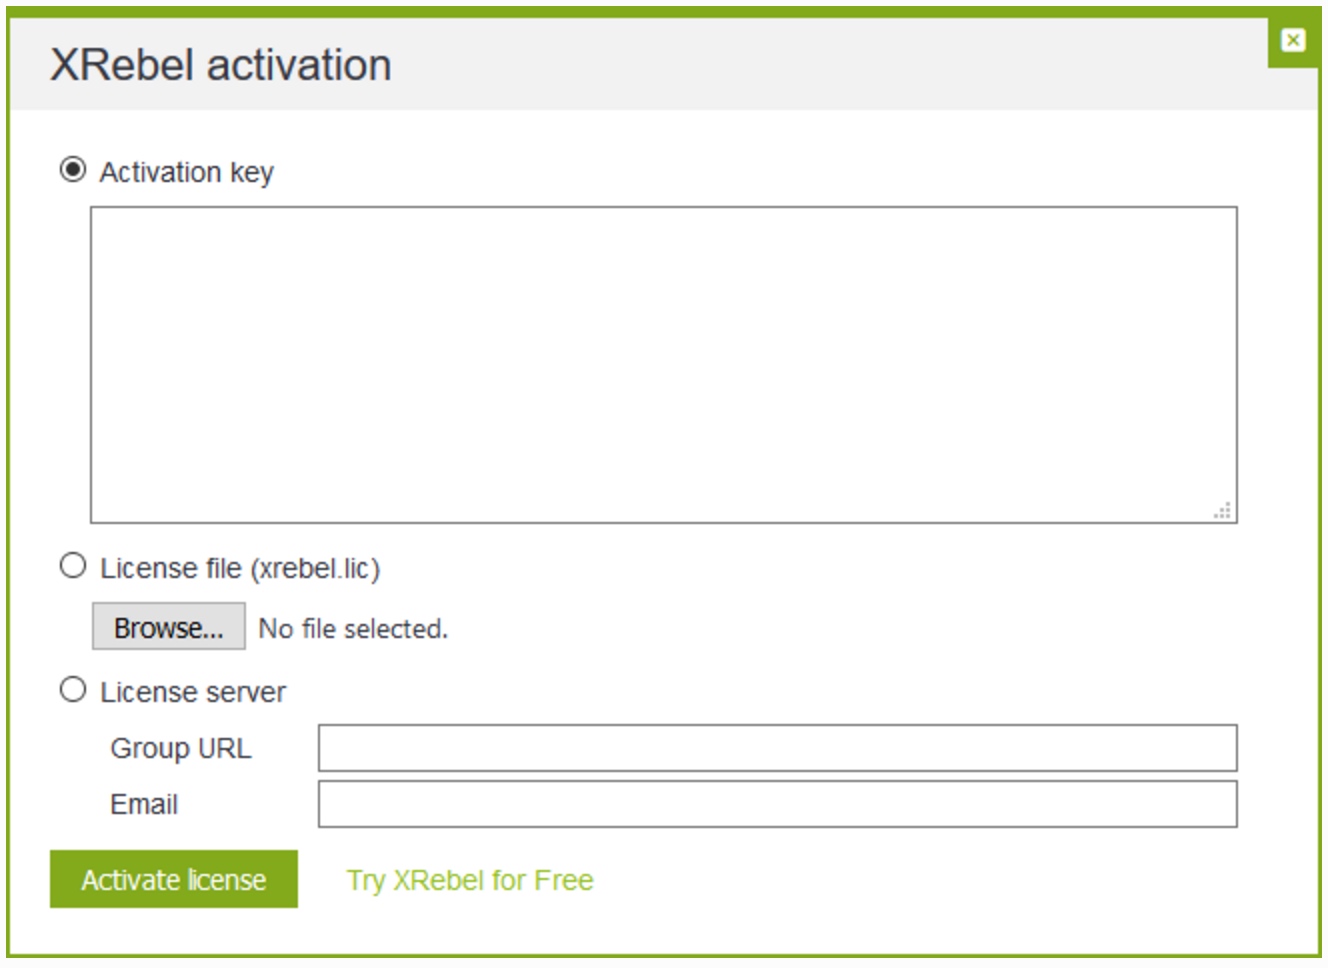 XRebel activation
Activation key
License file (xrebel.lic)
Browse... No file selected.
License server
Group URL
Email
Activate license Try XRebel for Free